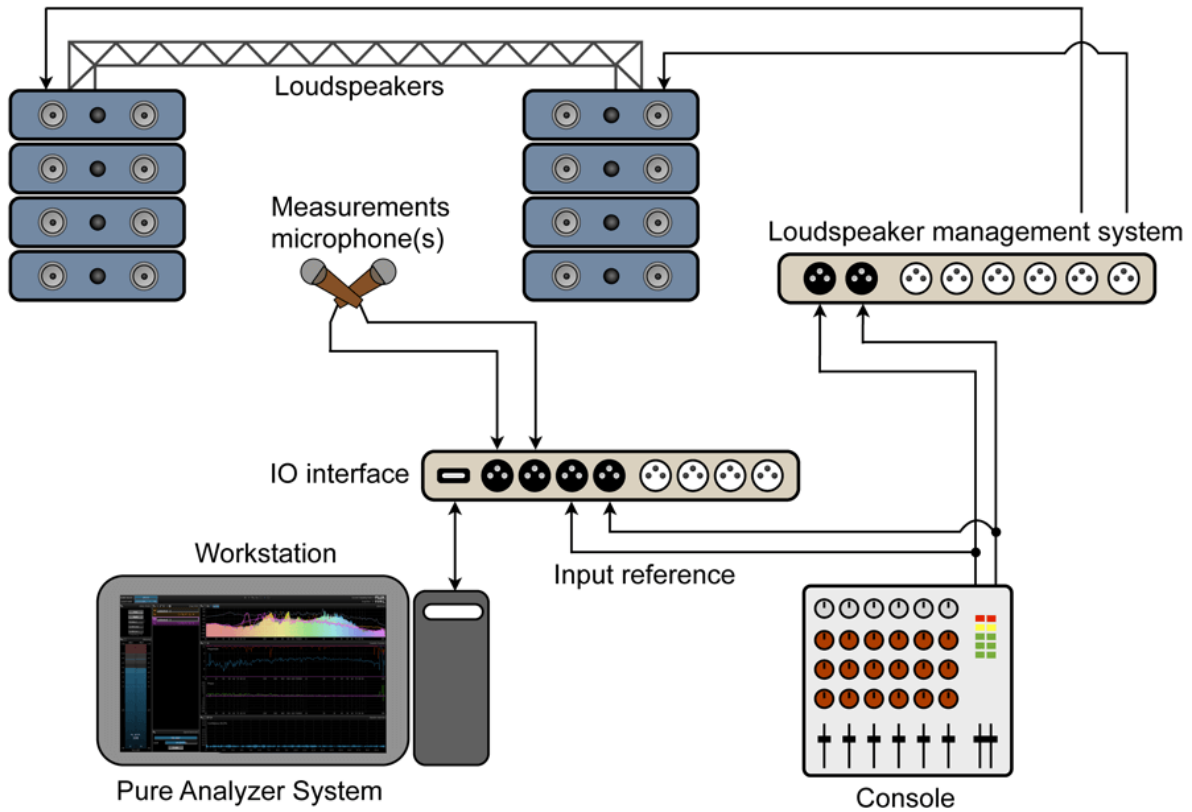 Loudspeakers
Measurements
microphone(s)
Loudspeaker management system
IO interface
Workstation
Input reference
Pure Analyzer System
Console